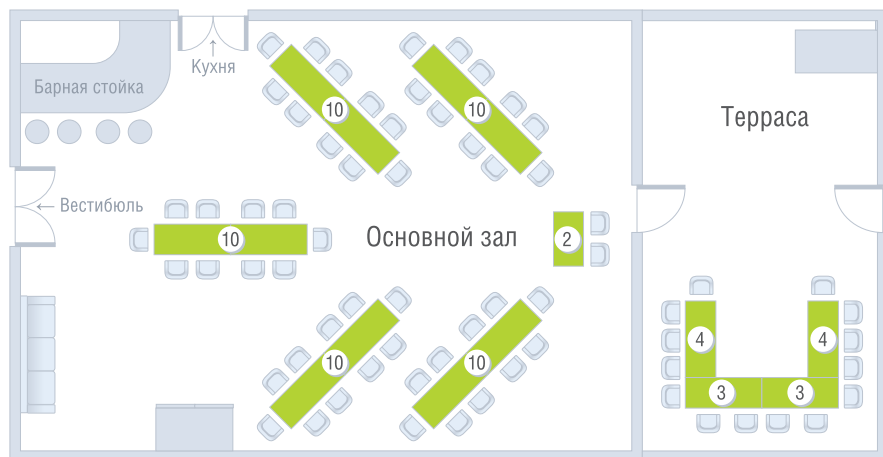 Кухня
Барная стойка
10
10
Терраса
Вестибюль
10
Основной зал
2
10
10
4
4
3
3